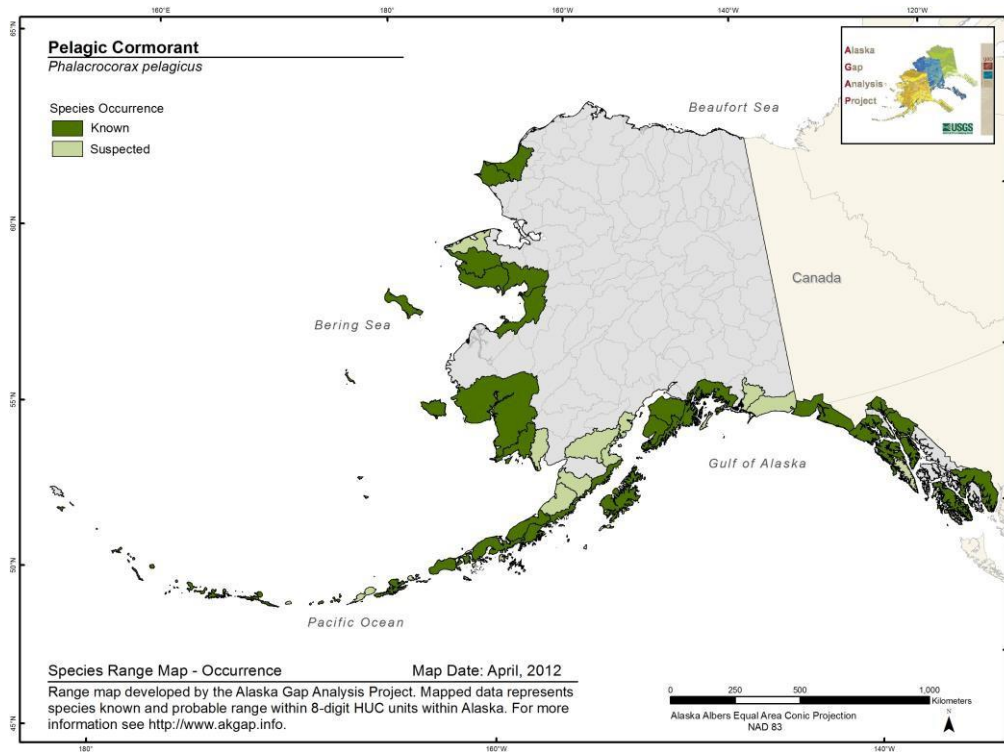 160°E
180°
160°W
140°W
120°W
65°N
Pelagic Cormorant
Phalacrocorax pelagicus
Species Occurrence
Known
Suspected
Beaufort Sea
Alaska
Gap
Analysis
Project
USGS
60°N
Canada
Bering Sea
55°N
Gulf of Alaska
50°N
Pacific Ocean
Species Range Map - Occurrence
Map Date: April, 2012
Range map developed by the Alaska Gap Analysis Project. Mapped data represents
species known and probable range within 8-digit HUC units within Alaska. For more
information see http://www.akgap.info.
0 250 500 1,000
Kilometers
Alaska Albers Equal Area Conic Projection
NAD 83
N
45°N
180°
160°W
140°W